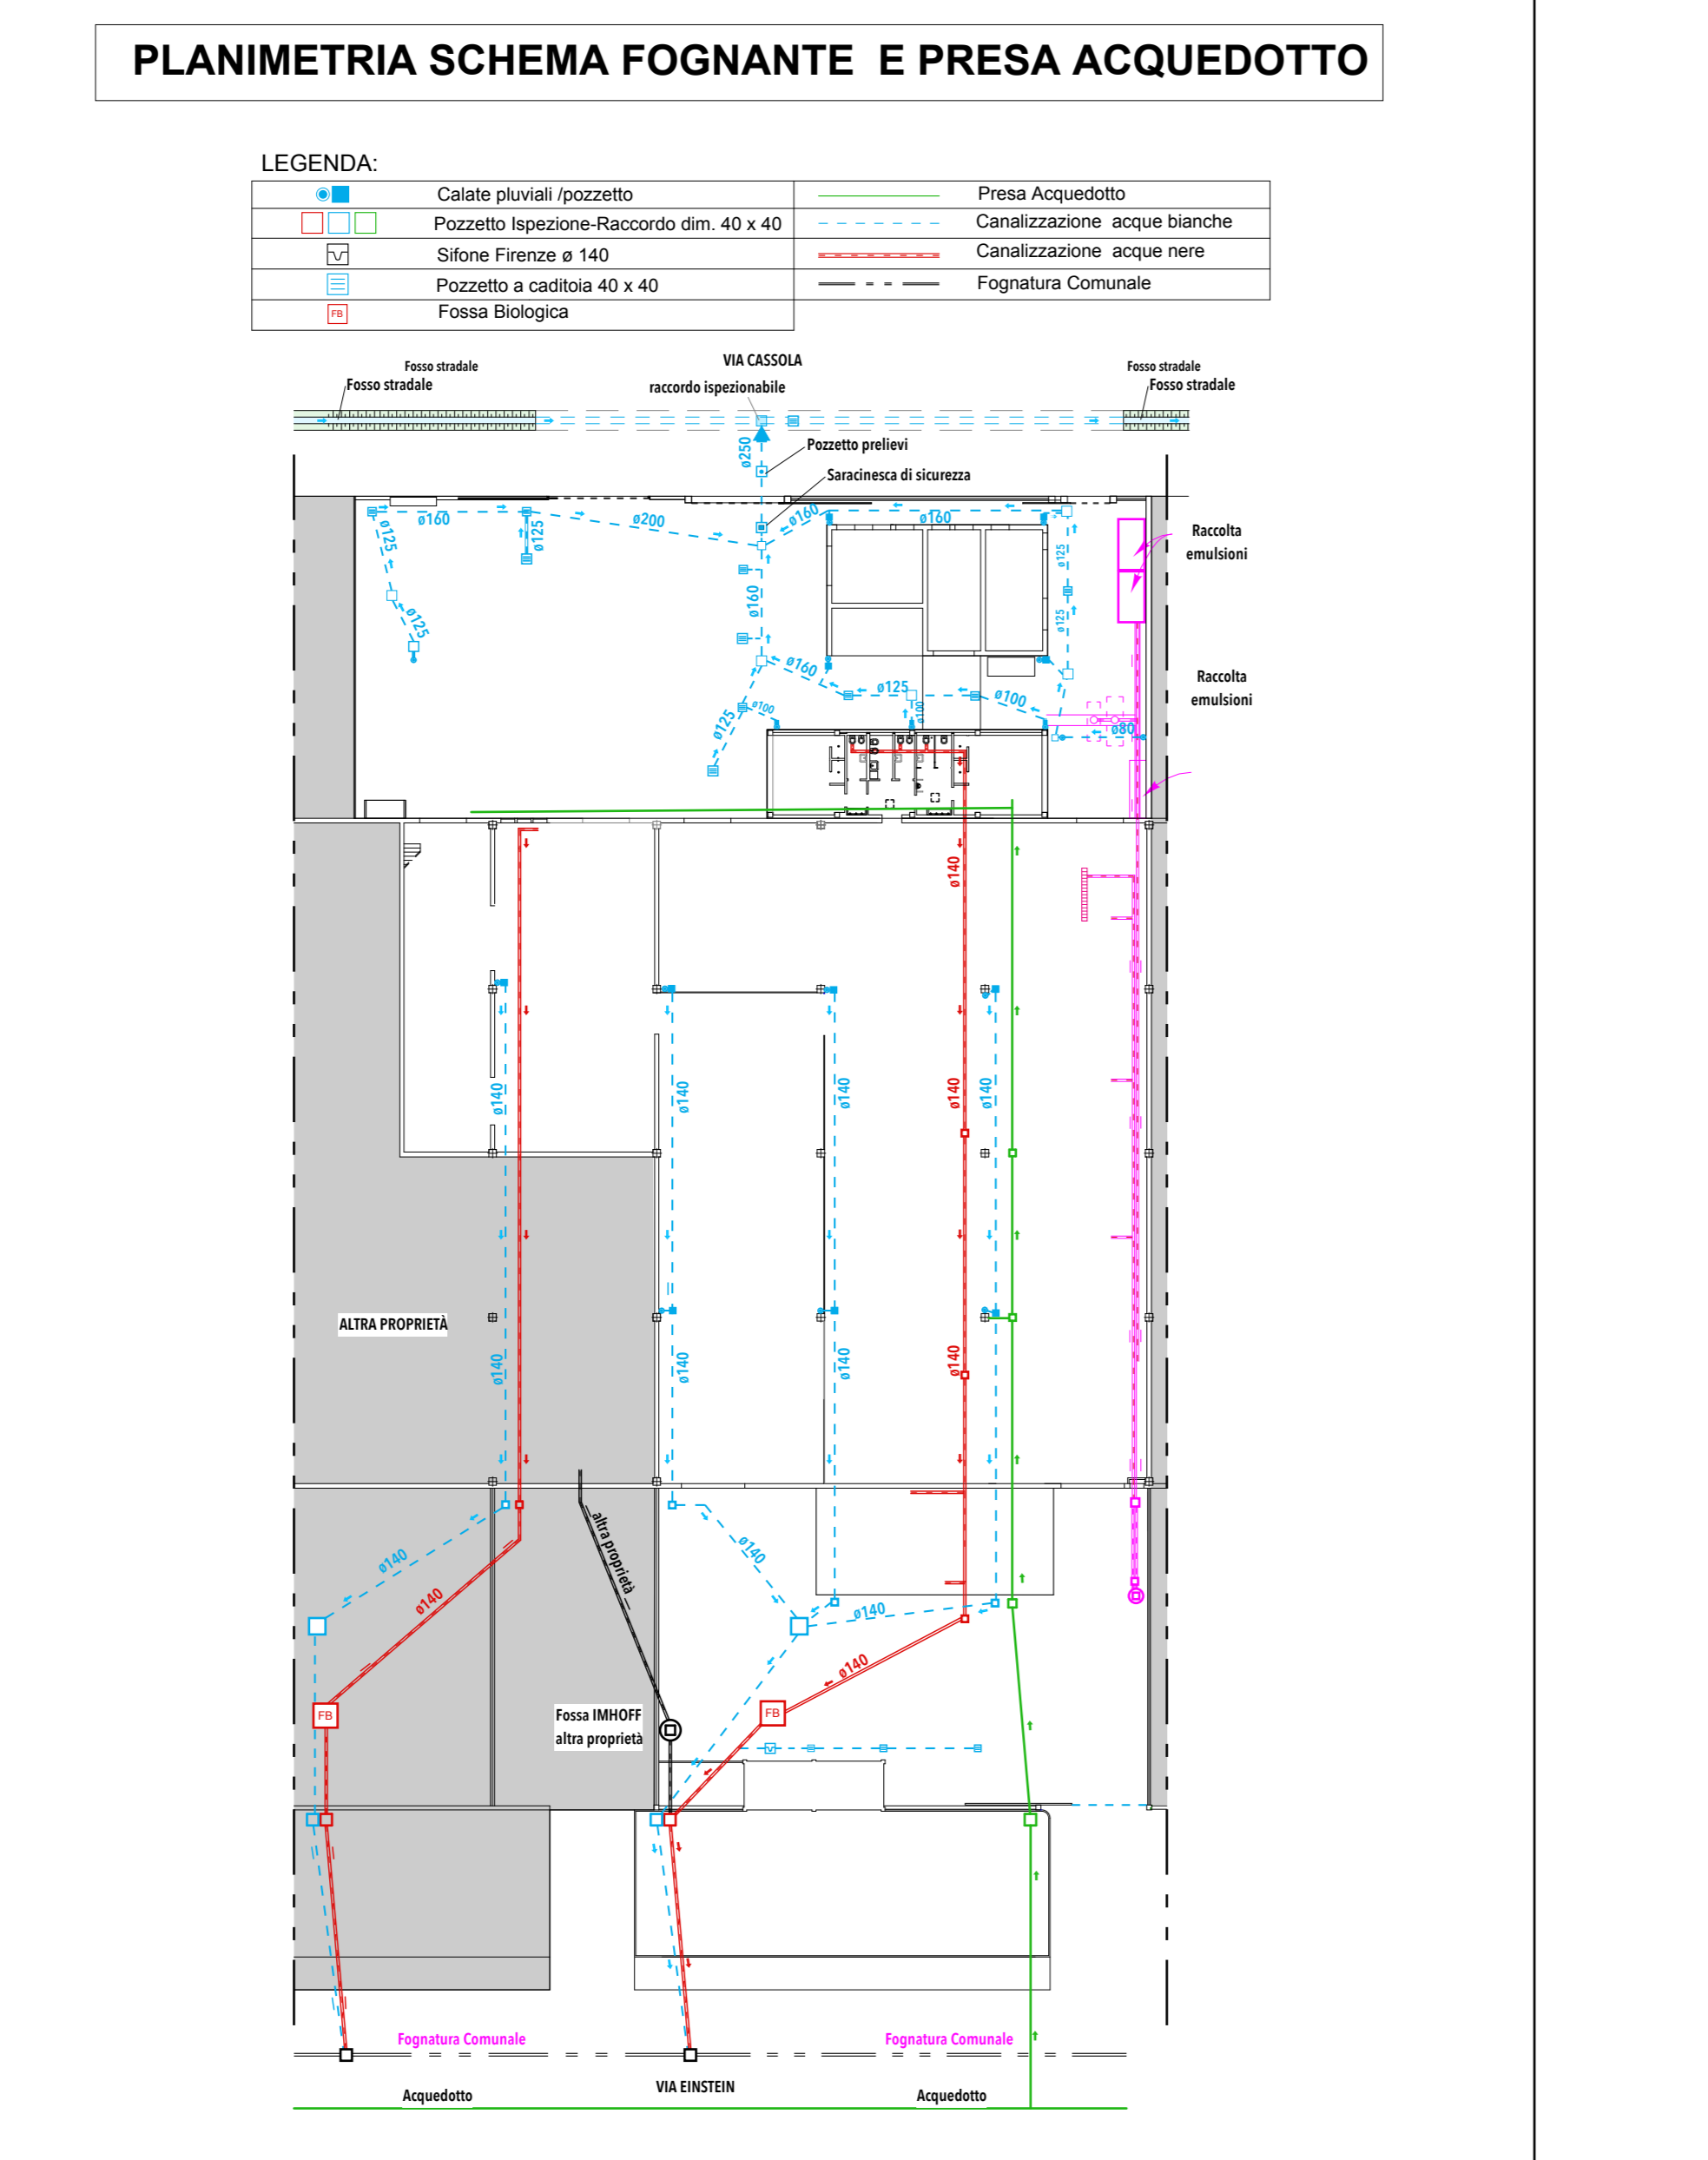 PLANIMETRIA SCHEMA FOGNANTE E PRESA ACQUEDOTTO
LEGENDA:
Calate pluviali /pozzetto
Presa Acquedotto
Pozzetto Ispezione-Raccordo dim. 40 x 40
Canalizzazione acque bianche
Sifone Firenze ø 140
Canalizzazione acque nere
Pozzetto a caditoia 40 x 40
Fognatura Comunale
FB
Fossa Biologica
Fosso stradale
VIA CASSOLA
Fosso stradale
Fosso stradale
raccordo ispezionabile
Fosso stradale
ø250
Pozzetto prelievi
Saracinesca di sicurezza
ø160
ø200
ø160
ø160
ø125
ø125
Raccolta
emulsioni
ø125
ø125
ø160
ø125
ø160
ø125
ø100
Raccolta
emulsioni
ø125
ø100
ø100
ø80
ø140
ø140
ø140
ø140
ø140
ø140
ALTRA PROPRIETÀ
ø140
ø140
ø140
ø140
ø140
ø140
altra proprietà
ø140
ø140
ø140
FB
Fossa IMHOFF
altra proprietà
FB
Fognatura Comunale
Fognatura Comunale
VIA EINSTEIN
Acquedotto
Acquedotto